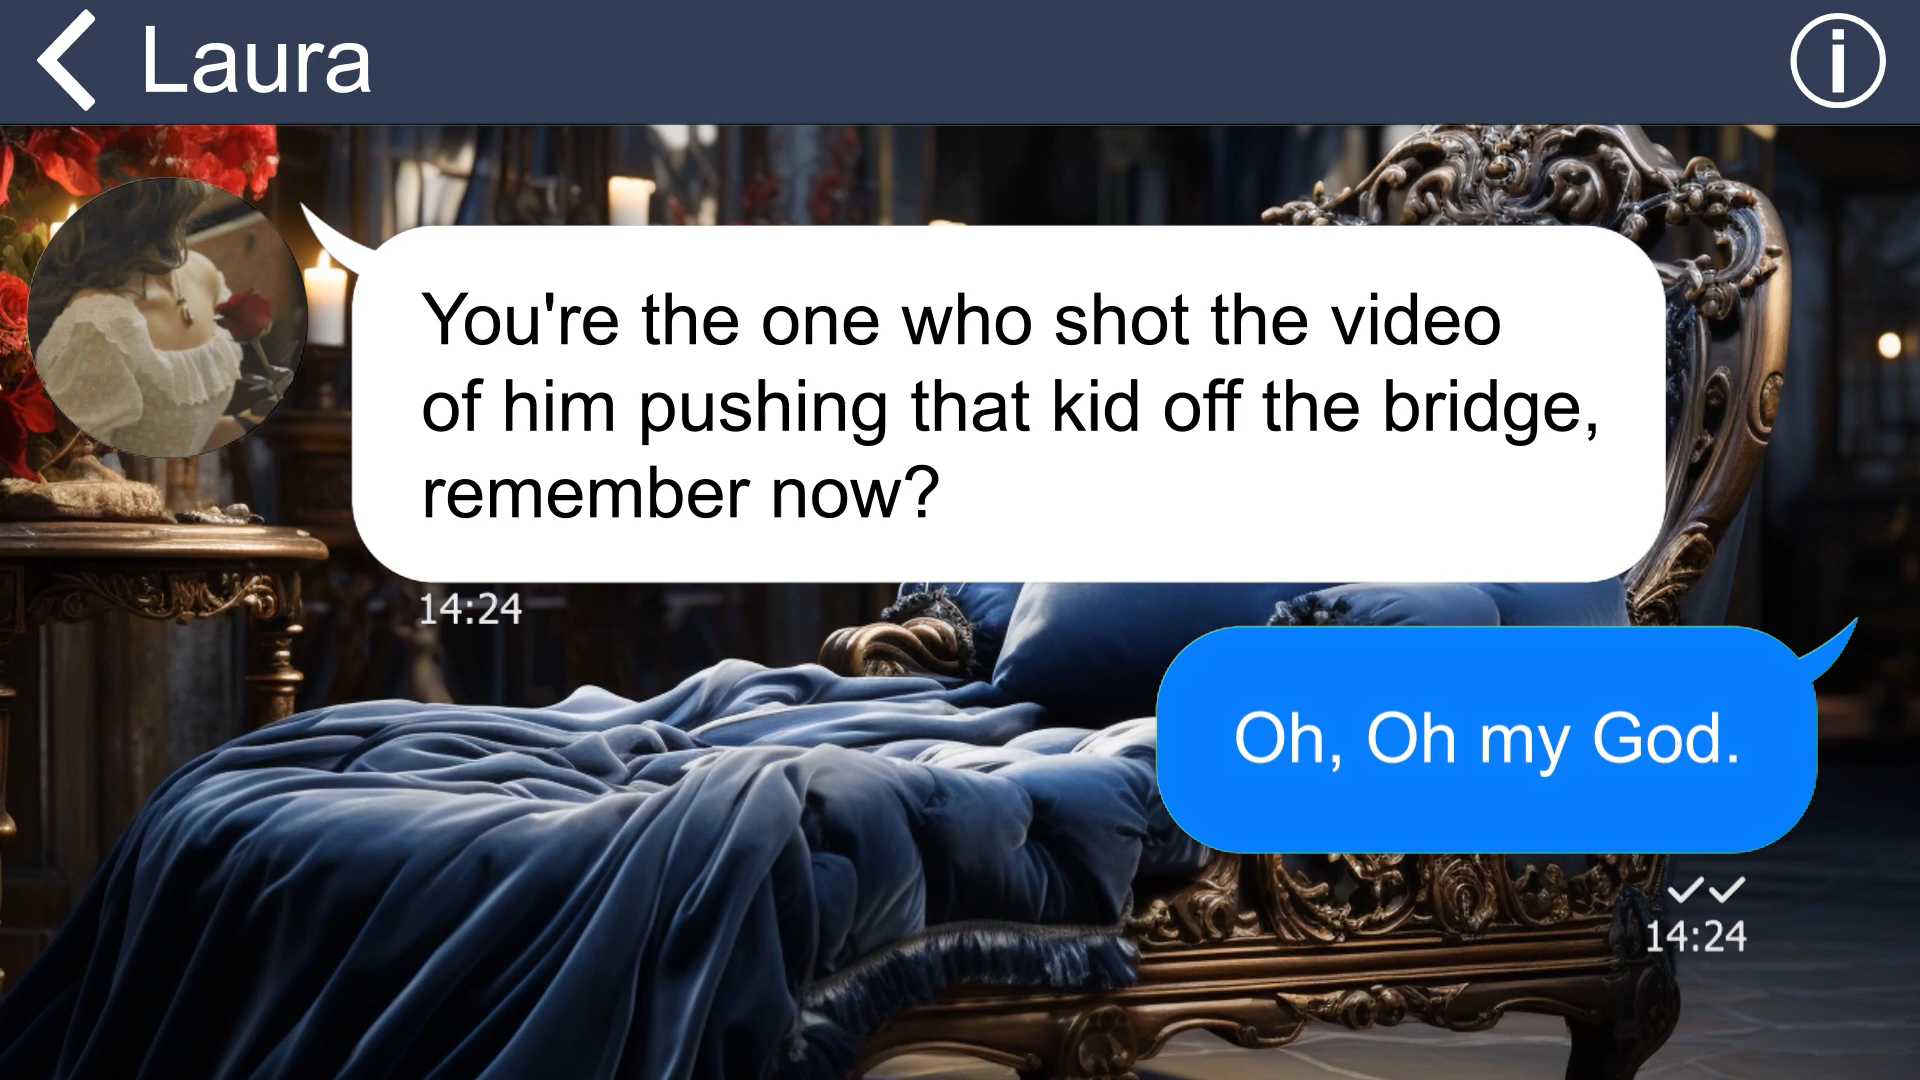 Laura
You're the one who shot the video
of him pushing that kid off the bridge,
remember now?
14:24
Oh, Oh my God.
14:24